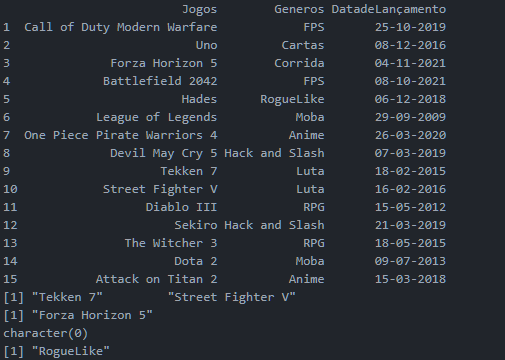 Jogos Generos DatadeLançamento
1 Call of Duty Modern Warfare FPS 25-10-2019
2 Uno Cartas 08-12-2016
3 Forza Horizon 5 Corrida 04-11-2021
4 Battlefield 2042 FPS 08-10-2021
5 Hades RogueLike 06-12-2018
6 League of Legends Moba 29-09-2009
7 One Piece Pirate Warriors 4 Anime 26-03-2020
8 Devil May Cry 5 Hack and Slash 07-03-2019
9 Tekken 7 Luta 18-02-2015
10 Street Fighter V Luta 16-02-2016
11 Diablo III RPG 15-05-2012
12 Sekiro Hack and Slash 21-03-2019
13 The Witcher 3 RPG 18-05-2015
14 Dota 2 Moba 09-07-2013
15 Attack on Titan 2 Anime 15-03-2018
[1] "Tekken 7" "Street Fighter V"
[1] "Forza Horizon 5"
character(0)
[1] "RogueLike"